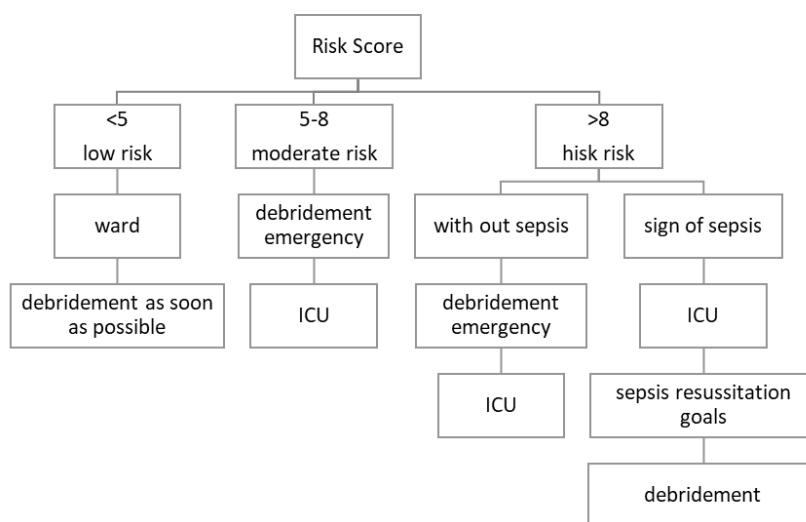 Risk Score
<5
low risk
5-8
moderate risk
>8
hisk risk
ward
debridement
emergency
with out sepsis
sign of sepsis
debridement as soon
as possible
ICU
debridement
emergency
ICU
ICU
sepsis resussitation
goals
debridement